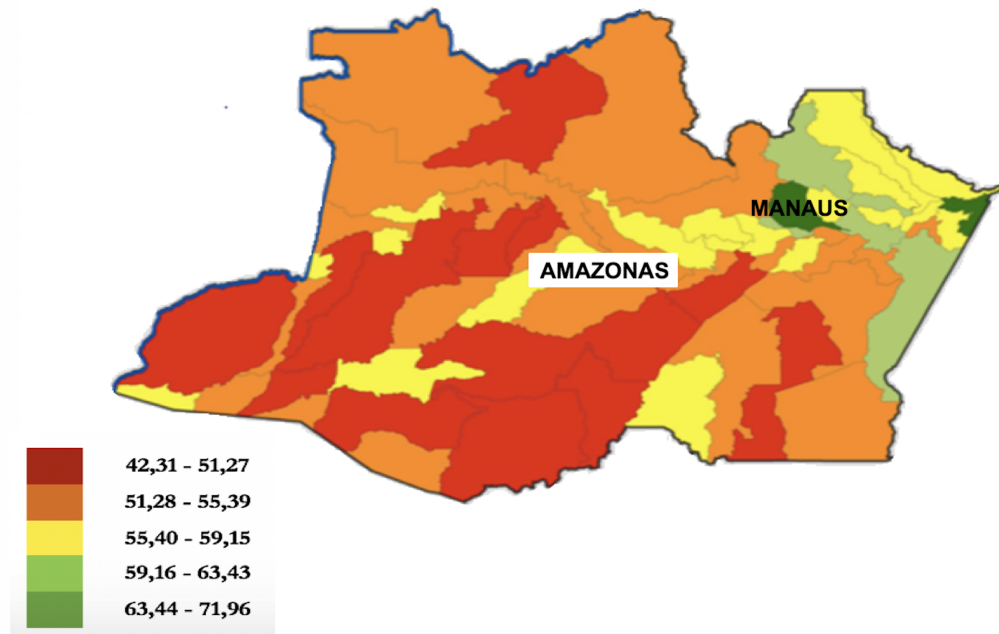 MANAUS
AMAZONAS
42,31 - 51,27
51,28 - 55,39
55,40 - 59,15
59,16 - 63,43
63,44 - 71,96